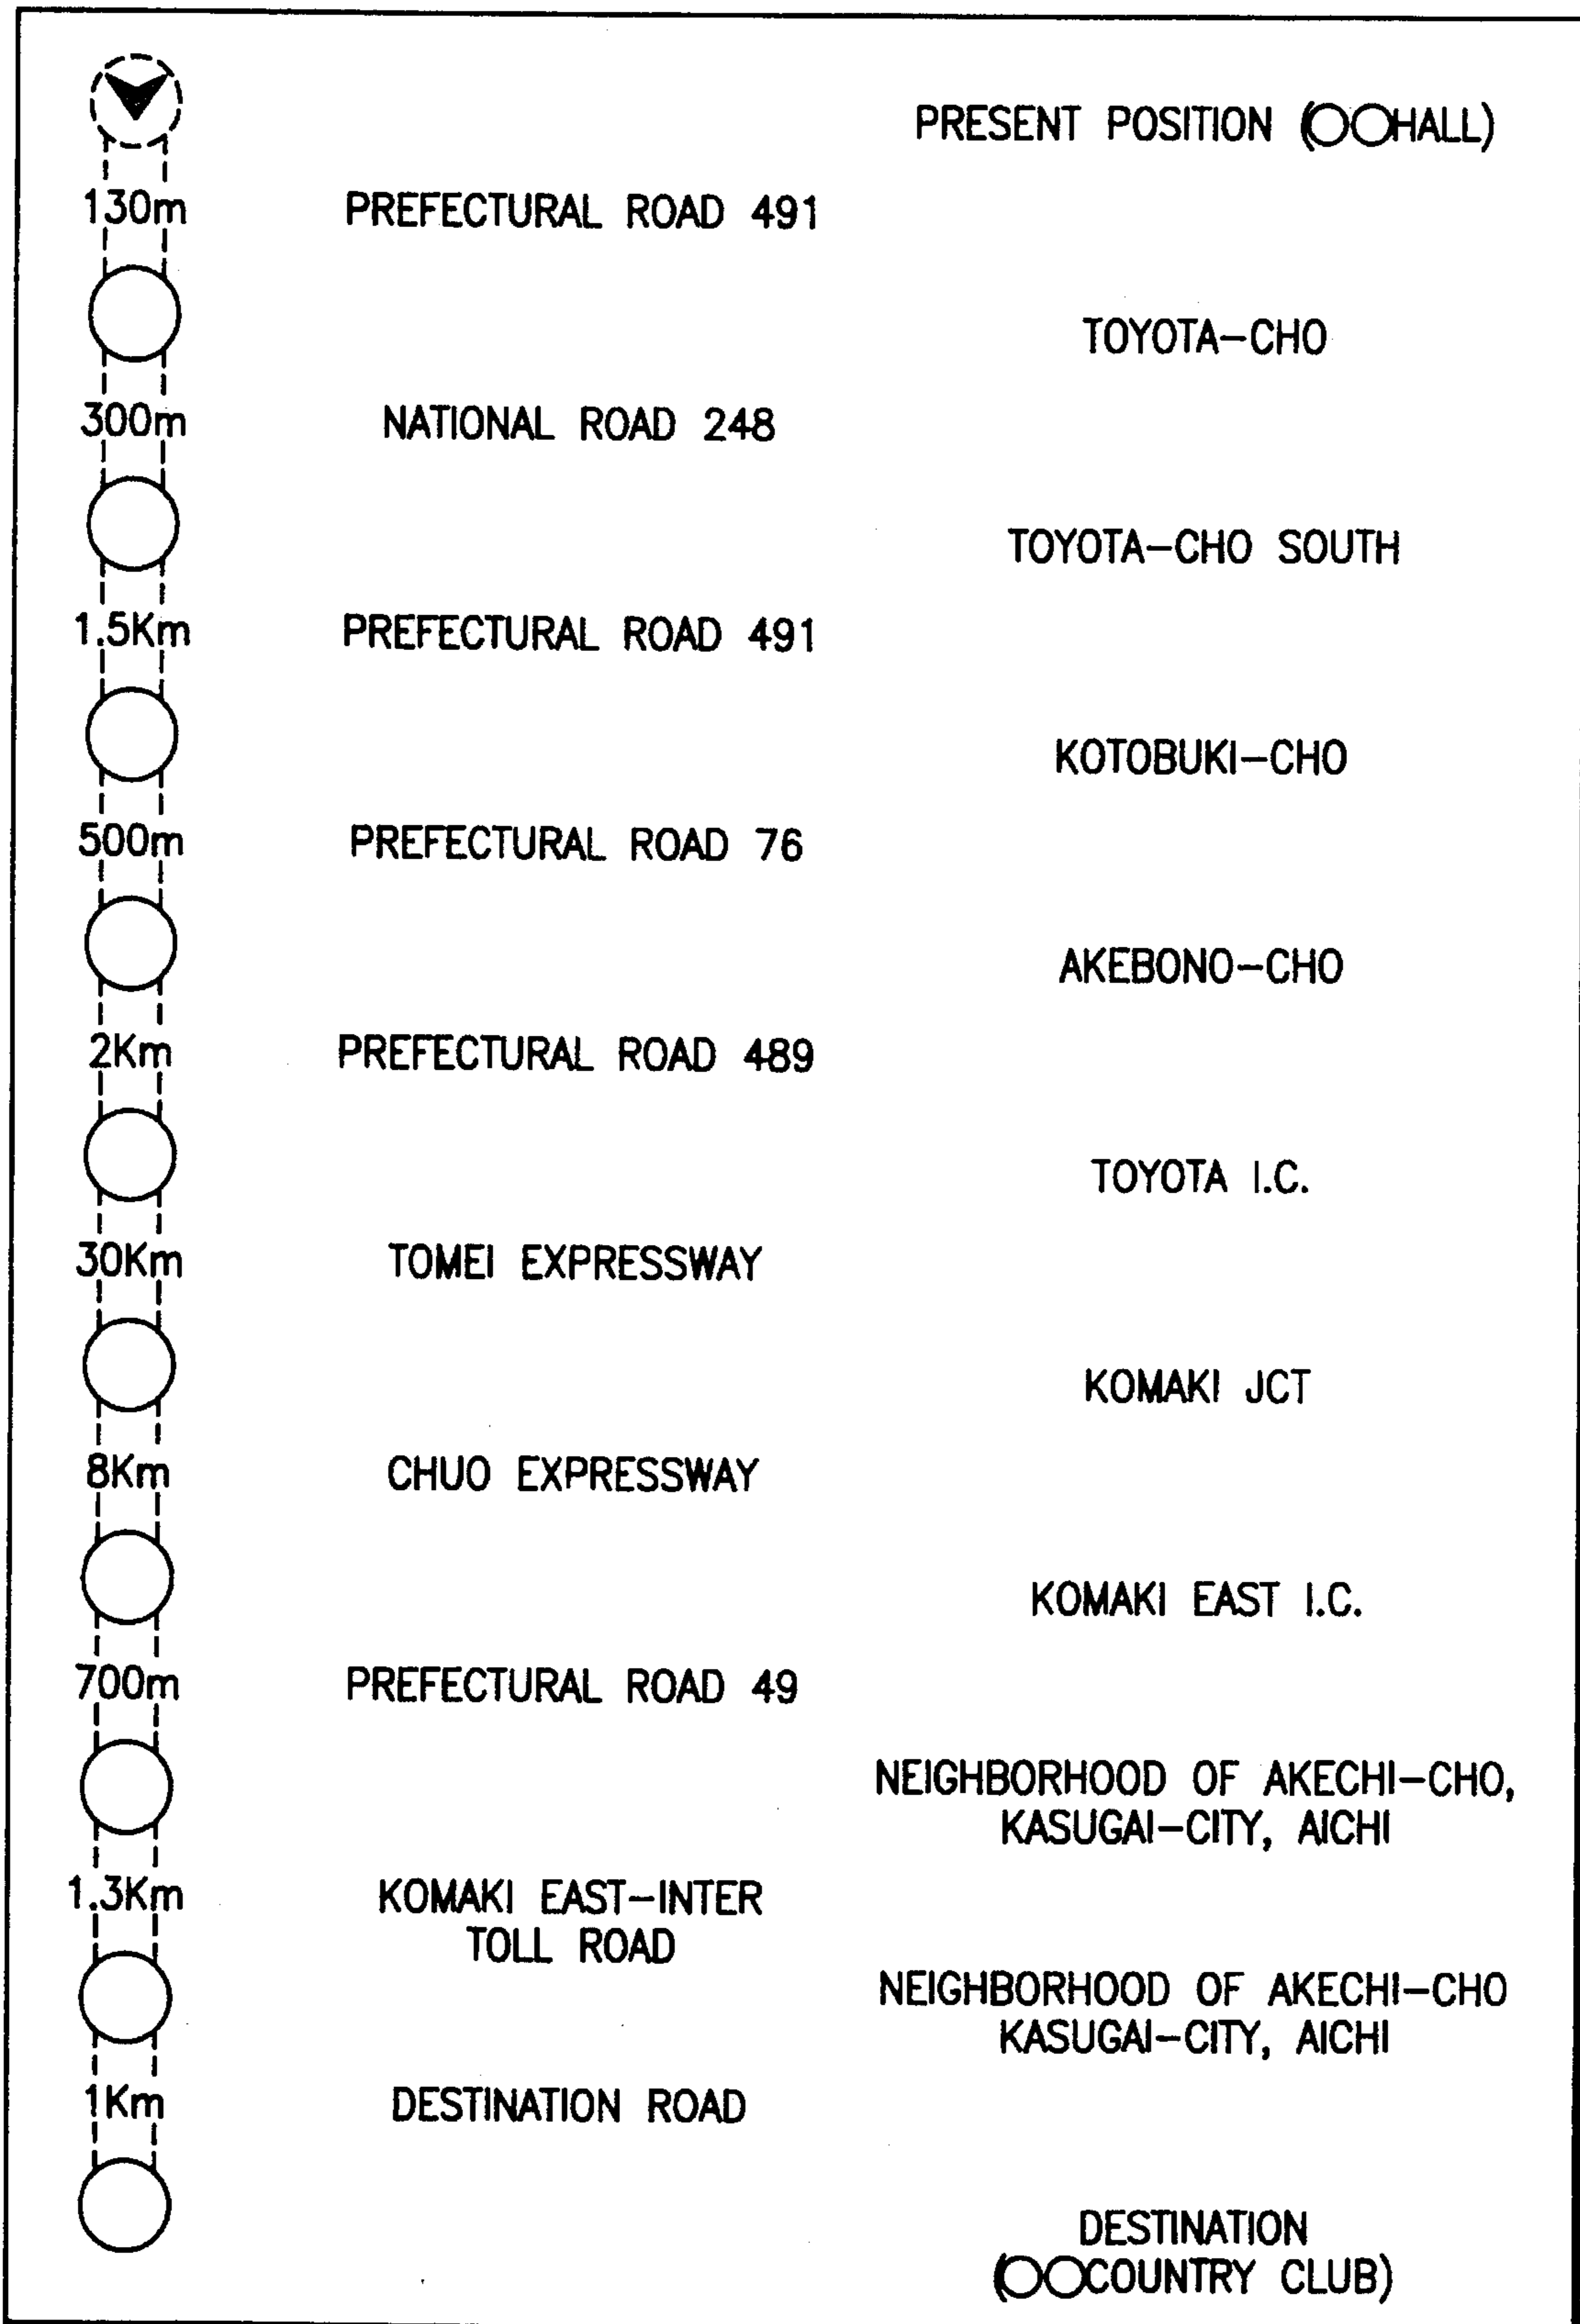 PRESENT POSITION (○○HALL)
130m PREFECTURAL ROAD 491
TOYOTA-CHO
300m NATIONAL ROAD 248
TOYOTA-CHO SOUTH
1.5Km PREFECTURAL ROAD 491
KOTOBUKI-CHO
500m PREFECTURAL ROAD 76
AKEBONO-CHO
2Km PREFECTURAL ROAD 489
TOYOTA I.C.
30Km TOMEI EXPRESSWAY
KOMAKI JCT
8Km CHUO EXPRESSWAY
KOMAKI EAST I.C.
700m PREFECTURAL ROAD 49
NEIGHBORHOOD OF AKECHI-CHO,
KASUGAI-CITY, AICHI
1.3Km KOMAKI EAST-INTER
TOLL ROAD
NEIGHBORHOOD OF AKECHI-CHO
KASUGAI-CITY, AICHI
1Km DESTINATION ROAD
DESTINATION
(○○COUNTRY CLUB)